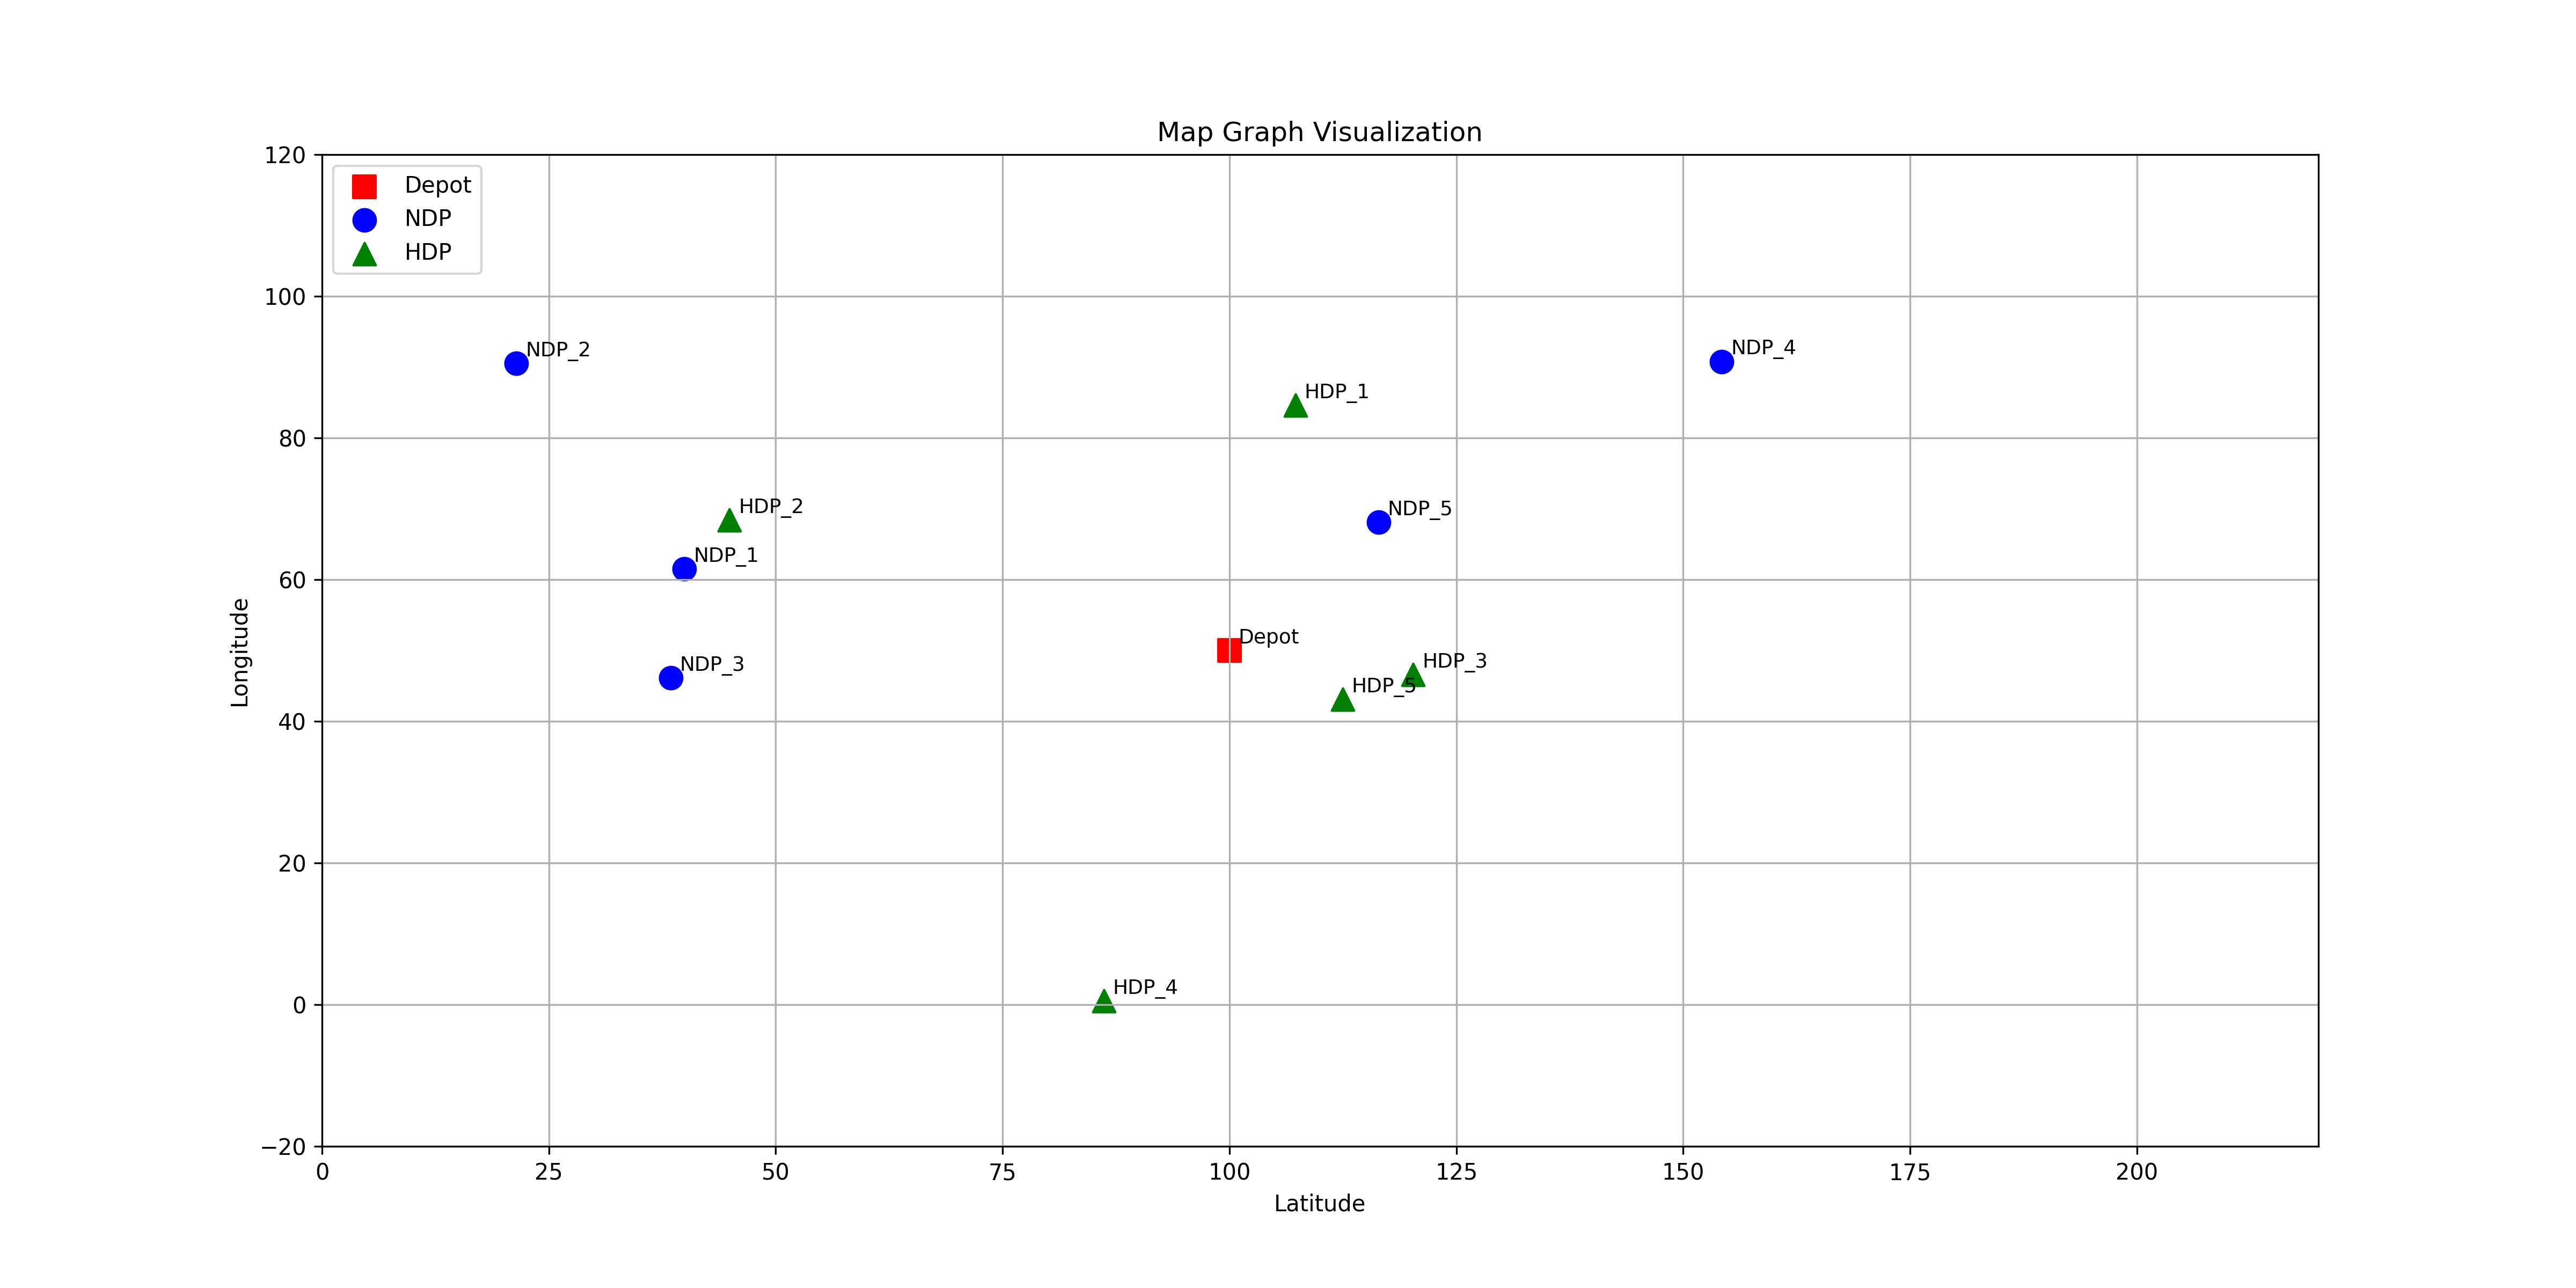 Map Graph Visualization
120
100
80
60
40
20
0
−20
Longitude
Depot
NDP
HDP
NDP_2
NDP_4
HDP_1
HDP_2
NDP_5
NDP_1
Depot
NDP_3
HDP_3
HDP_5
HDP_4
0 25 50 75 100 125 150 175 200
Latitude